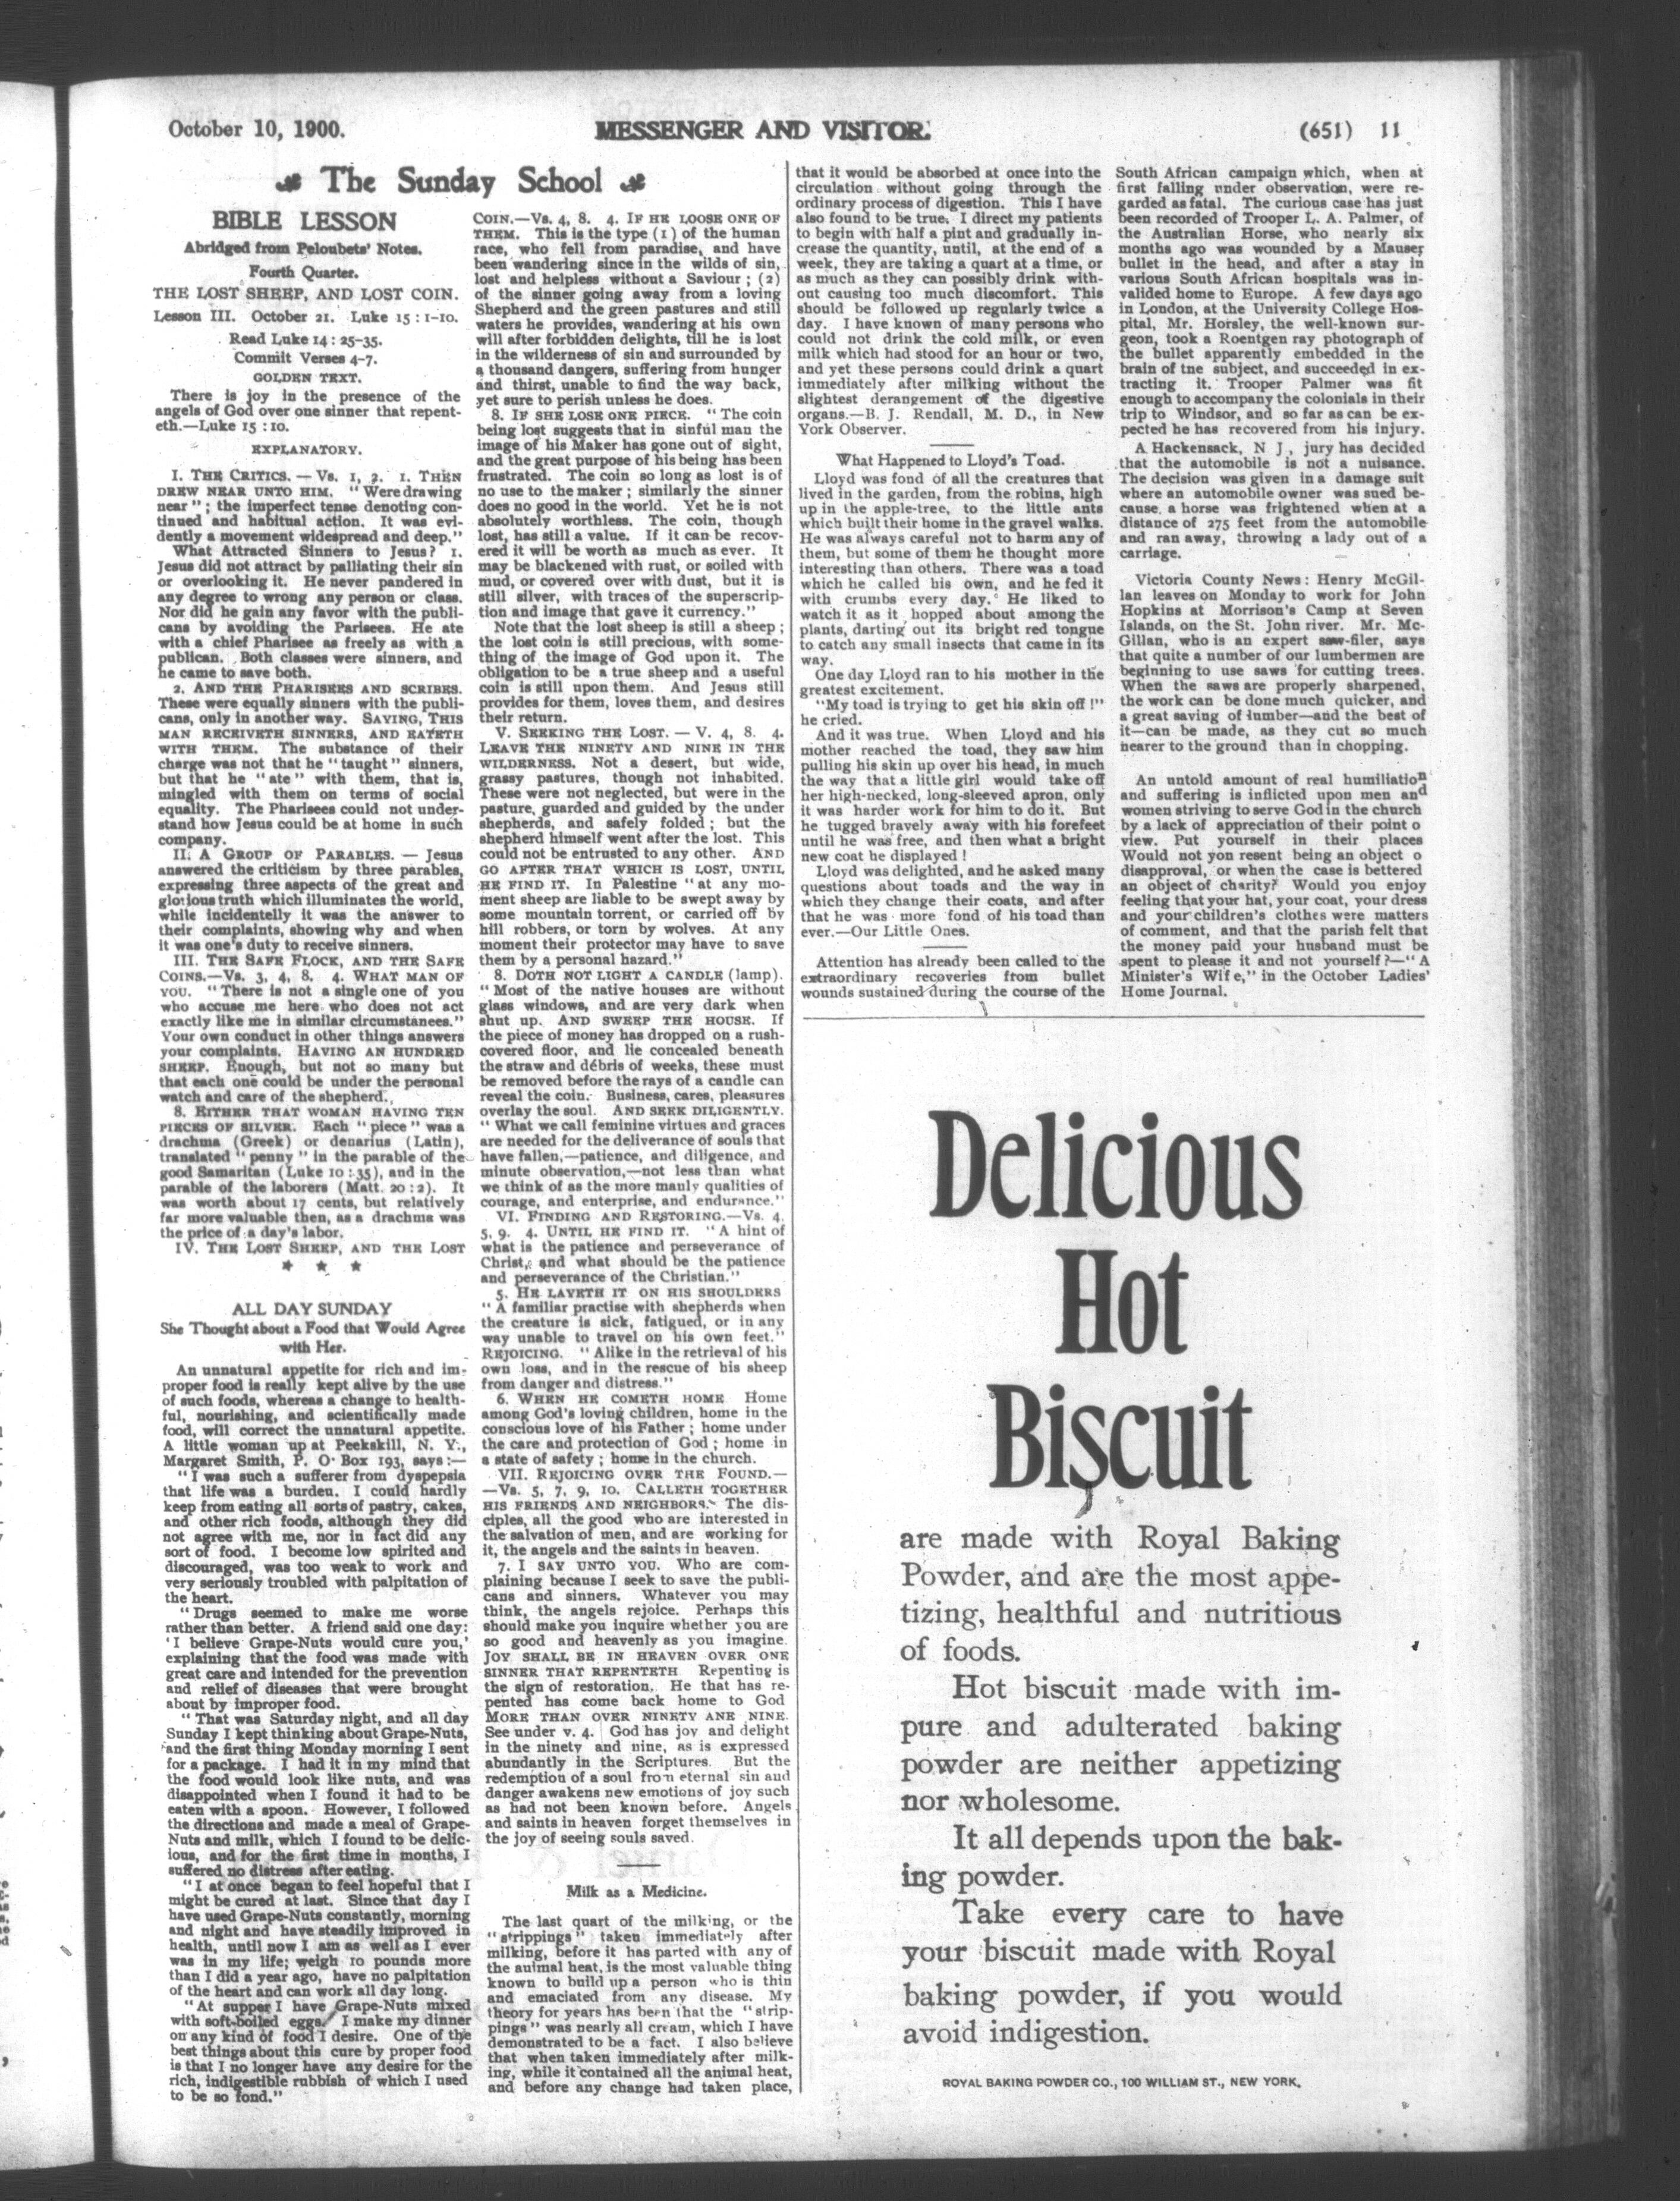 October 10, 1900.
MESSENGER AND VISITOR.
(651) 11
The Sunday School
BIBLE LESSON
Abridged from Peloubets' Notes.
Fourth Quarter.
THE LOST SHEEP, AND LOST COIN.
Lesson III. October 21. Luke 15 : 1-10.
Read Luke 14 : 25-35.
Commit Verses 4-7.
GOLDEN TEXT.
There is joy in the presence of the
angels of God over one sinner that repent-
eth.—Luke 15 : 10.
EXPLANATORY.
I. THE CRITICS. — Vs. 1, 2. 1. THEN
DREW NEAR UNTO HIM. "Were drawing
near"; the imperfect tense denoting con-
tinued and habitual action. It was evi-
dently a movement widespread and deep."
What Attracted Sinners to Jesus? 1.
Jesus did not attract by palliating their sin
or overlooking it. He never pandered in
any degree to wrong any person or class.
Nor did he gain any favor with the publi-
cans by avoiding the Parisees. He ate
with a chief Pharisee as freely as with a
publican. Both classes were sinners, and
he came to save both.
2. AND THE PHARISEES AND SCRIBES.
These were equally sinners with the publi-
cans, only in another way. SAYING, THIS
MAN RECEIVETH SINNERS, AND EATETH
WITH THEM. The substance of their
charge was not that he "taught" sinners,
but that he "ate" with them, that is,
mingled with them on terms of social
equality. The Pharisees could not under-
stand how Jesus could be at home in such
company.
II. A GROUP OF PARABLES. — Jesus
answered the criticism by three parables,
expressing three aspects of the great and
glorious truth which illuminates the world,
while incidentelly it was the answer to
their complaints, showing why and when
it was one's duty to receive sinners.
III. THE SAFE FLOCK, AND THE SAFE
COINS.—Vs. 3, 4, 8. 4. WHAT MAN OF
YOU. "There is not a single one of you
who accuse me here who does not act
exactly like me in similar circumstances."
Your own conduct in other things answers
your complaints. HAVING AN HUNDRED
SHEEP. Enough, but not so many but
that each one could be under the personal
watch and care of the shepherd.
8. EITHER THAT WOMAN HAVING TEN
PIECES OF SILVER. Each "piece" was a
drachma (Greek) or denarius (Latin),
translated "penny" in the parable of the
good Samaritan (Luke 10 : 35), and in the
parable of the laborers (Matt. 20 : 2). It
was worth about 17 cents, but relatively
far more valuable then, as a drachma was
the price of a day's labor.
IV. THE LOST SHEEP, AND THE LOST
* * *
ALL DAY SUNDAY
She Thought about a Food that Would Agree
with Her.
An unnatural appetite for rich and im-
proper food is really kept alive by the use
of such foods, whereas a change to health-
ful, nourishing, and scientifically made
food, will correct the unnatural appetite.
A little woman up at Peekskill, N. Y.,
Margaret Smith, P. O. Box 193, says :—
"I was such a sufferer from dyspepsia
that life was a burden. I could hardly
keep from eating all sorts of pastry, cakes,
and other rich foods, although they did
not agree with me, nor in fact did any
sort of food. I become low spirited and
discouraged, was too weak to work and
very seriously troubled with palpitation of
the heart.
"Drugs seemed to make me worse
rather than better. A friend said one day:
'I believe Grape-Nuts would cure you,'
explaining that the food was made with
great care and intended for the prevention
and relief of diseases that were brought
about by improper food.
"That was Saturday night, and all day
Sunday I kept thinking about Grape-Nuts,
and the first thing Monday morning I sent
for a package. I had it in my mind that
the food would look like nuts, and was
disappointed when I found it had to be
eaten with a spoon. However, I followed
the directions and made a meal of Grape-
Nuts and milk, which I found to be delic-
ious, and for the first time in months, I
suffered no distress after eating.
"I at once began to feel hopeful that I
might be cured at last. Since that day I
have used Grape-Nuts constantly, morning
and night and have steadily improved in
health, until now I am as well as I ever
was in my life; weigh 10 pounds more
than I did a year ago, have no palpitation
of the heart and can work all day long.
"At supper I have Grape-Nuts mixed
with soft-boiled eggs. I make my dinner
on any kind of food I desire. One of the
best things about this cure by proper food
is that I no longer have any desire for the
rich, indigestible rubbish of which I used
to be so fond."
COIN.—Vs. 4, 8. 4. IF HE LOOSE ONE OF
THEM. This is the type (1) of the human
race, who fell from paradise, and have
been wandering since in the wilds of sin,
lost and helpless without a Saviour ; (2)
of the sinner going away from a loving
Shepherd and the green pastures and still
waters he provides, wandering at his own
will after forbidden delights, till he is lost
in the wilderness of sin and surrounded by
a thousand dangers, suffering from hunger
and thirst, unable to find the way back,
yet sure to perish unless he does.
8. IF SHE LOSE ONE PIECE. "The coin
being lost suggests that in sinful man the
image of his Maker has gone out of sight,
and the great purpose of his being has been
frustrated. The coin so long as lost is of
no use to the maker ; similarly the sinner
does no good in the world. Yet he is not
absolutely worthless. The coin, though
lost, has still a value. If it can be recov-
ered it will be worth as much as ever. It
may be blackened with rust, or soiled with
mud, or covered over with dust, but it is
still silver, with traces of the superscrip-
tion and image that gave it currency."
Note that the lost sheep is still a sheep ;
the lost coin is still precious, with some-
thing of the image of God upon it. The
obligation to be a true sheep and a useful
coin is still upon them. And Jesus still
provides for them, loves them, and desires
their return.
V. SEEKING THE LOST. — V. 4, 8. 4.
LEAVE THE NINETY AND NINE IN THE
WILDERNESS. Not a desert, but wide,
grassy pastures, though not inhabited.
These were not neglected, but were in the
pasture, guarded and guided by the under
shepherds, and safely folded ; but the
shepherd himself went after the lost. This
could not be entrusted to any other. AND
GO AFTER THAT WHICH IS LOST, UNTIL
HE FIND IT. In Palestine "at any mo-
ment sheep are liable to be swept away by
some mountain torrent, or carried off by
hill robbers, or torn by wolves. At any
moment their protector may have to save
them by a personal hazard."
8. DOTH NOT LIGHT A CANDLE (lamp).
"Most of the native houses are without
glass windows, and are very dark when
shut up. AND SWEEP THE HOUSE. If
the piece of money has dropped on a rush-
covered floor, and lie concealed beneath
the straw and débris of weeks, these must
be removed before the rays of a candle can
reveal the coin. Business, cares, pleasures
overlay the soul. AND SEEK DILIGENTLY.
"What we call feminine virtues and graces
are needed for the deliverance of souls that
have fallen,—patience, and diligence, and
minute observation,—not less than what
we think of as the more manly qualities of
courage, and enterprise, and endurance."
VI. FINDING AND RESTORING.—Vs. 4.
5, 9. 4. UNTIL HE FIND IT. "A hint of
what is the patience and perseverance of
Christ, and what should be the patience
and perseverance of the Christian."
5. HE LAYETH IT ON HIS SHOULDERS
"A familiar practise with shepherds when
the creature is sick, fatigued, or in any
way unable to travel on his own feet."
REJOICING. "Alike in the retrieval of his
own loss, and in the rescue of his sheep
from danger and distress."
6. WHEN HE COMETH HOME Home
among God's loving children, home in the
conscious love of his Father ; home under
the care and protection of God ; home in
a state of safety ; home in the church.
VII. REJOICING OVER THE FOUND.—
—Vs. 5, 7, 9, 10. CALLETH TOGETHER
HIS FRIENDS AND NEIGHBORS. The dis-
ciples, all the good who are interested in
the salvation of men, and are working for
it, the angels and the saints in heaven.
7. I SAY UNTO YOU. Who are com-
plaining because I seek to save the publi-
cans and sinners. Whatever you may
think, the angels rejoice. Perhaps this
should make you inquire whether you are
so good and heavenly as you imagine.
JOY SHALL BE IN HEAVEN OVER ONE
SINNER THAT REPENTETH Repenting is
the sign of restoration. He that has re-
pented has come back home to God
MORE THAN OVER NINETY ANE NINE.
See under v. 4. God has joy and delight
in the ninety and nine, as is expressed
abundantly in the Scriptures. But the
redemption of a soul from eternal sin and
danger awakens new emotions of joy such
as had not been known before. Angels
and saints in heaven forget themselves in
the joy of seeing souls saved.
Milk as a Medicine.
The last quart of the milking, or the
"strippings" taken immediately after
milking, before it has parted with any of
the animal heat, is the most valuable thing
known to build up a person who is thin
and emaciated from any disease. My
theory for years has been that the "strip-
pings" was nearly all cream, which I have
demonstrated to be a fact. I also believe
that when taken immediately after milk-
ing, while it contained all the animal heat,
and before any change had taken place,
that it would be absorbed at once into the
circulation without going through the
ordinary process of digestion. This I have
also found to be true. I direct my patients
to begin with half a pint and gradually in-
crease the quantity, until, at the end of a
week, they are taking a quart at a time, or
as much as they can possibly drink with-
out causing too much discomfort. This
should be followed up regularly twice a
day. I have known of many persons who
could not drink the cold milk, or even
milk which had stood for an hour or two,
and yet these persons could drink a quart
immediately after milking without the
slightest derangement of the digestive
organs.—B. J. Rendall, M. D., in New
York Observer.
What Happened to Lloyd's Toad.
Lloyd was fond of all the creatures that
lived in the garden, from the robins, high
up in the apple-tree, to the little ants
which built their home in the gravel walks.
He was always careful not to harm any of
them, but some of them he thought more
interesting than others. There was a toad
which he called his own, and he fed it
with crumbs every day. He liked to
watch it as it hopped about among the
plants, darting out its bright red tongue
to catch any small insects that came in its
way.
One day Lloyd ran to his mother in the
greatest excitement.
"My toad is trying to get his skin off!"
he cried.
And it was true. When Lloyd and his
mother reached the toad, they saw him
pulling his skin up over his head, in much
the way that a little girl would take off
her high-necked, long-sleeved apron, only
it was harder work for him to do it. But
he tugged bravely away with his forefeet
until he was free, and then what a bright
new coat he displayed !
Lloyd was delighted, and he asked many
questions about toads and the way in
which they change their coats, and after
that he was more fond of his toad than
ever.—Our Little Ones.
Attention has already been called to the
extraordinary recoveries from bullet
wounds sustained during the course of the
South African campaign which, when at
first falling under observation, were re-
garded as fatal. The curious case has just
been recorded of Trooper L. A. Palmer, of
the Australian Horse, who nearly six
months ago was wounded by a Mauser
bullet in the head, and after a stay in
various South African hospitals was in-
valided home to Europe. A few days ago
in London, at the University College Hos-
pital, Mr. Horsley, the well-known sur-
geon, took a Roentgen ray photograph of
the bullet apparently embedded in the
brain of tne subject, and succeeded in ex-
tracting it. Trooper Palmer was fit
enough to accompany the colonials in their
trip to Windsor, and so far as can be ex-
pected he has recovered from his injury.
A Hackensack, N J, jury has decided
that the automobile is not a nuisance.
The decision was given in a damage suit
where an automobile owner was sued be-
cause a horse was frightened when at a
distance of 275 feet from the automobile
and ran away, throwing a lady out of a
carriage.
Victoria County News: Henry McGil-
lan leaves on Monday to work for John
Hopkins at Morrison's Camp at Seven
Islands, on the St. John river. Mr. Mc-
Gillan, who is an expert saw-filer, says
that quite a number of our lumbermen are
beginning to use saws for cutting trees.
When the saws are properly sharpened,
the work can be done much quicker, and
a great saving of lumber—and the best of
it—can be made, as they cut so much
nearer to the ground than in chopping.
An untold amount of real humiliation
and suffering is inflicted upon men and
women striving to serve God in the church
by a lack of appreciation of their point o
view. Put yourself in their places
Would not yon resent being an object o
disapproval, or when the case is bettered
an object of charity? Would you enjoy
feeling that your hat, your coat, your dress
and your children's clothes were matters
of comment, and that the parish felt that
the money paid your husband must be
spent to please it and not yourself?—"A
Minister's Wife," in the October Ladies'
Home Journal.
Delicious
Hot
Biscuit
are made with Royal Baking
Powder, and are the most appe-
tizing, healthful and nutritious
of foods.
Hot biscuit made with im-
pure and adulterated baking
powder are neither appetizing
nor wholesome.
It all depends upon the bak-
ing powder.
Take every care to have
your biscuit made with Royal
baking powder, if you would
avoid indigestion.
ROYAL BAKING POWDER CO., 100 WILLIAM ST., NEW YORK.